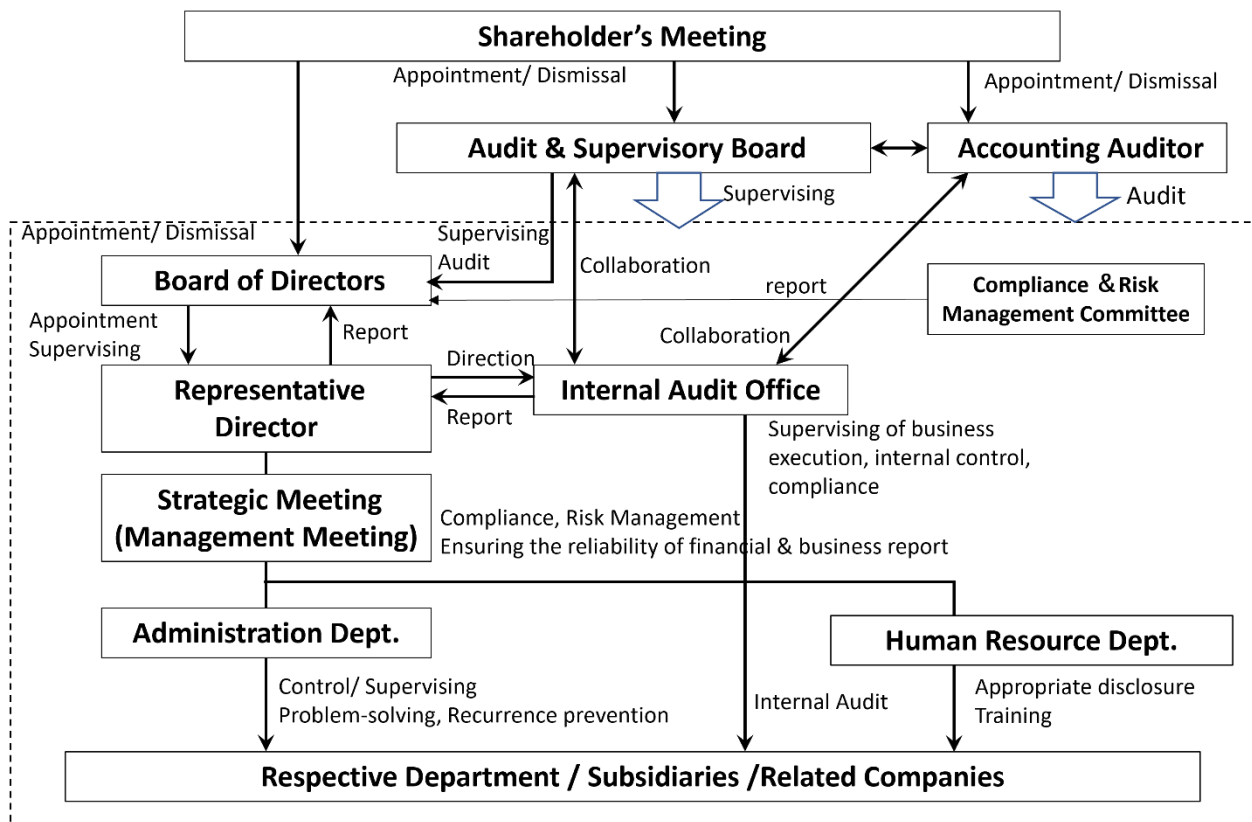 Shareholder’s Meeting
Appointment/ Dismissal
Appointment/ Dismissal
Audit & Supervisory Board
Accounting Auditor
Supervising
Audit
Appointment/ Dismissal
Supervising
Audit
Collaboration
Board of Directors
report
Compliance &Risk
Management Committee
Appointment
Supervising
Report
Collaboration
Direction
Representative
Director
Internal Audit Office
Report
Supervising of business
execution, internal control,
compliance
Strategic Meeting
(Management Meeting)
Compliance, Risk Management
Ensuring the reliability of financial & business report
Administration Dept.
Human Resource Dept.
Control/ Supervising
Problem-solving, Recurrence prevention
Internal Audit
Appropriate disclosure
Training
Respective Department / Subsidiaries /Related Companies